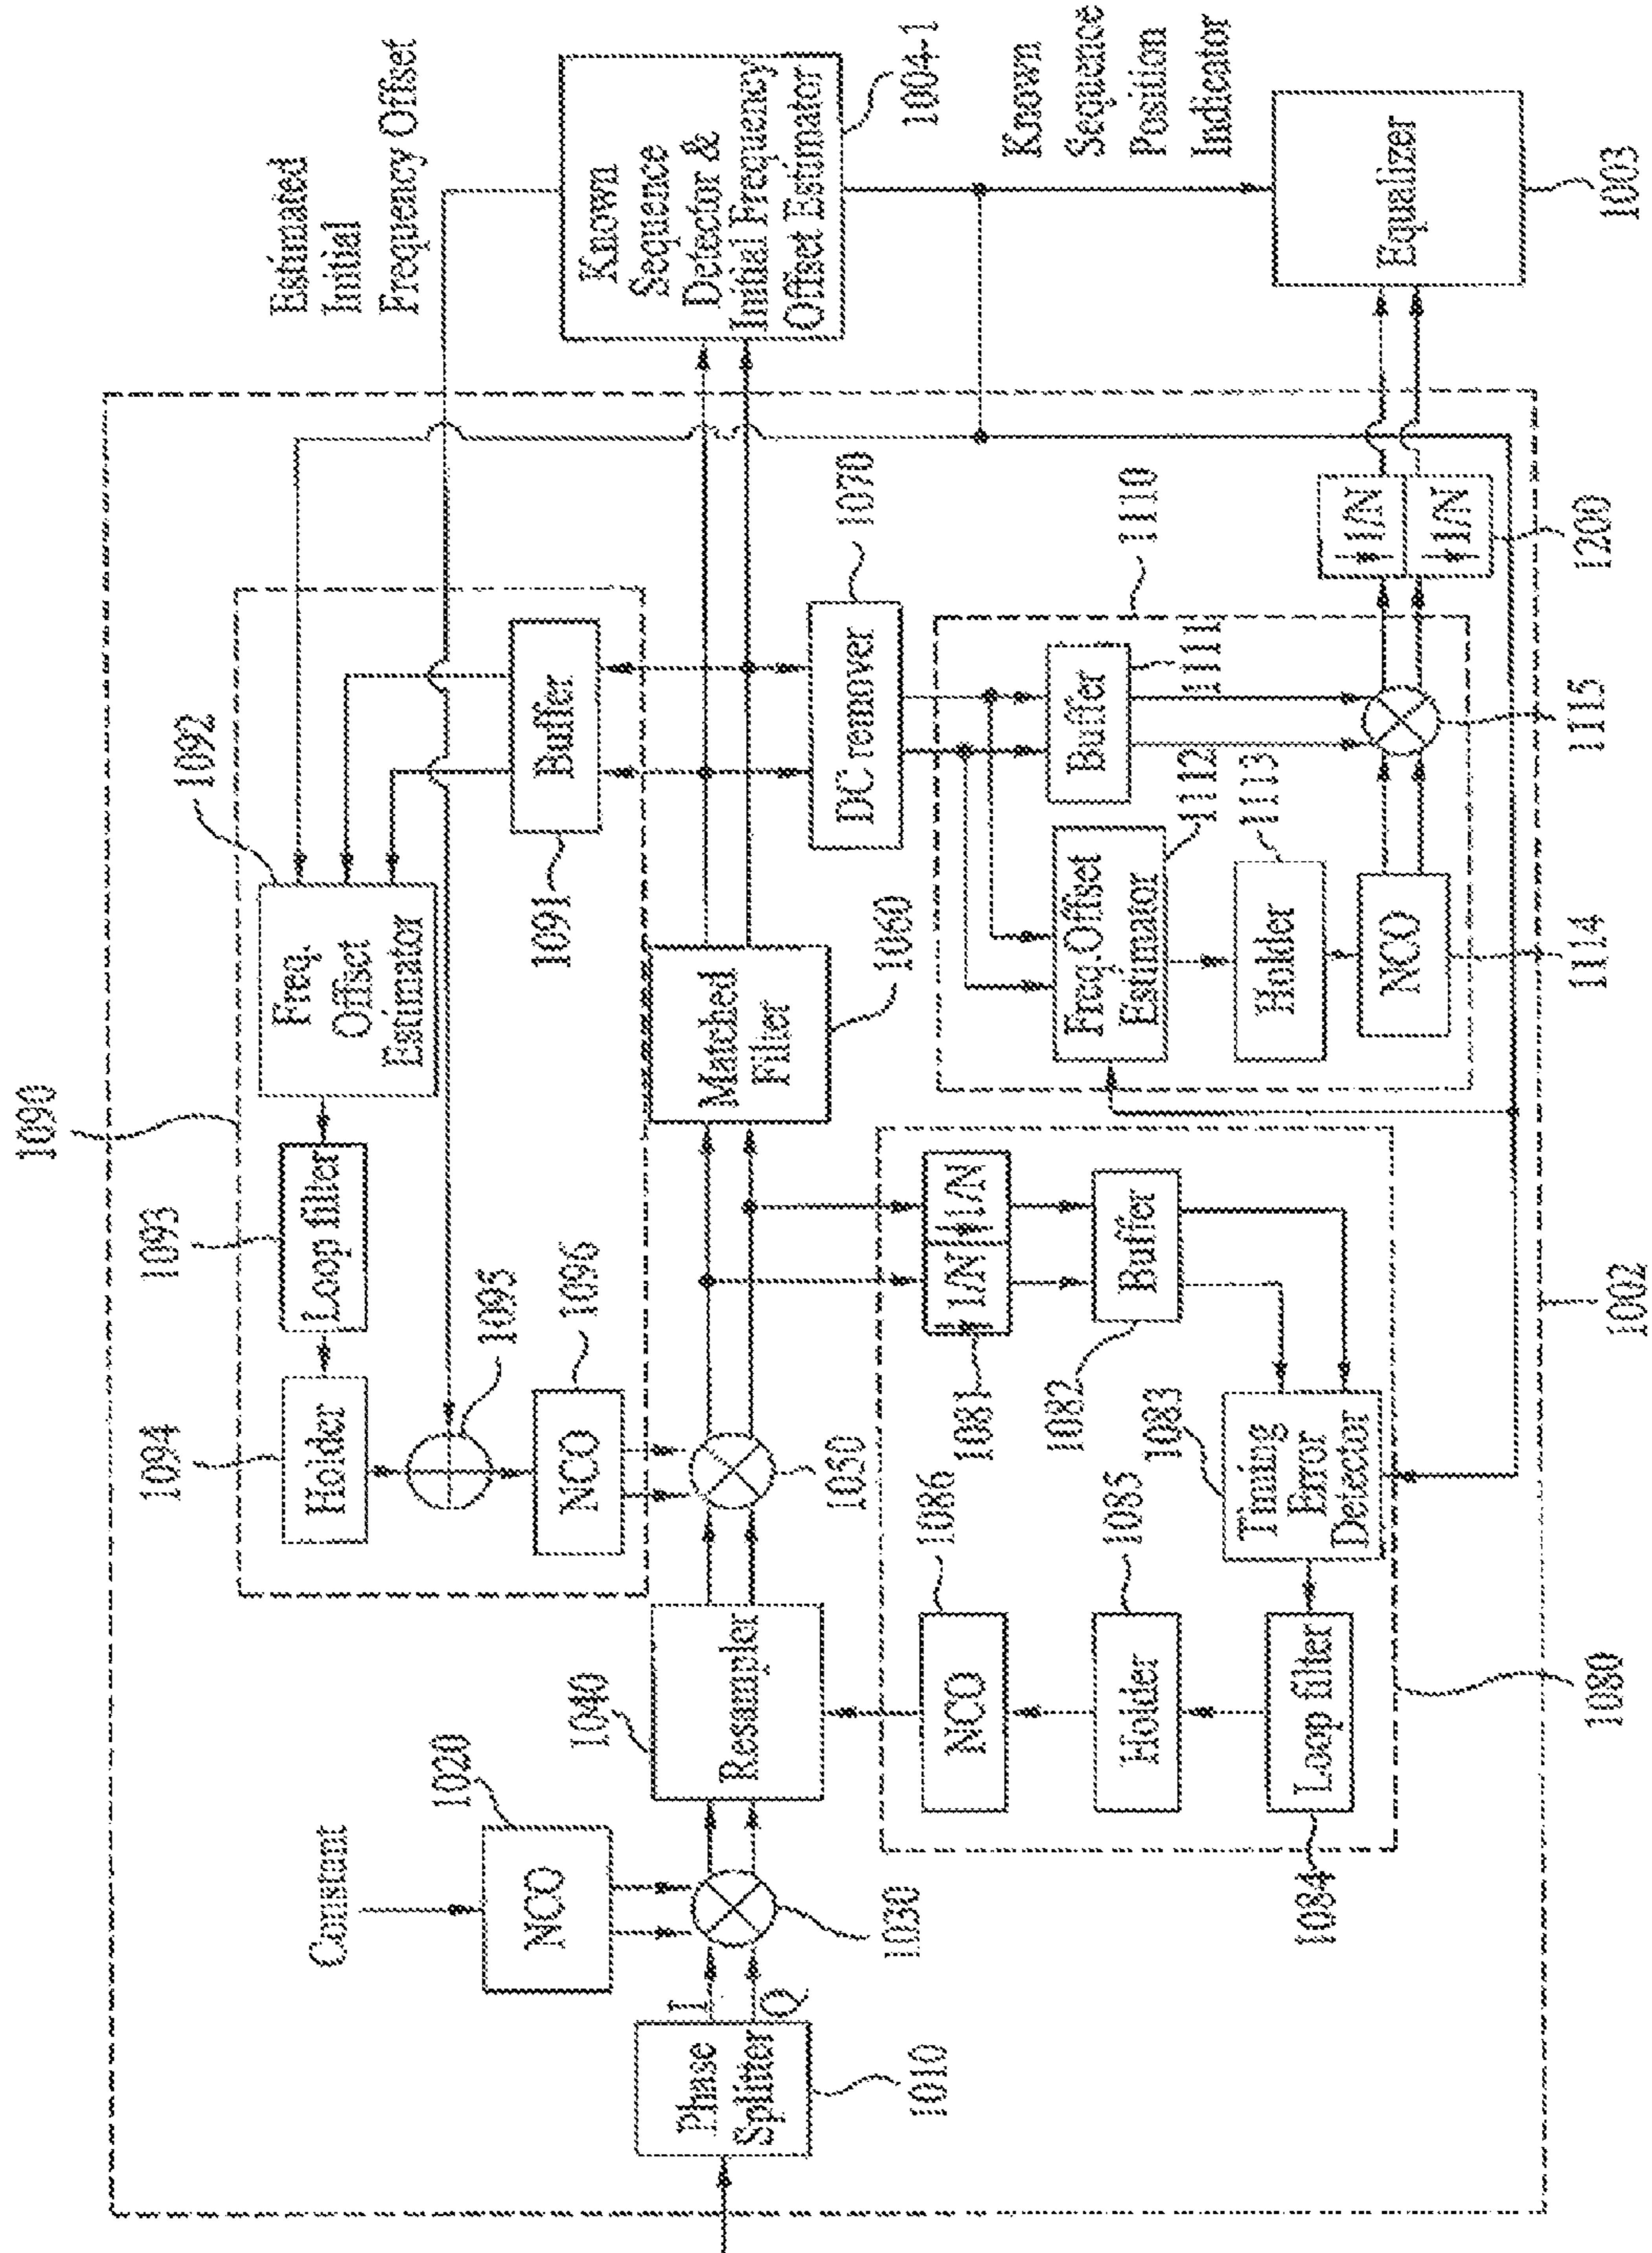 Estimated
Initial
Frequency Offset
1090
1092
Freq.
Offset
Estimator
1093
Loop filter
1094
Holder
1095
1096
NCO
Buffer
1091
Known
Sequence
Detector &
Initial Frequency
Offset Estimator
1004-1
Constant
1020
NCO
1040
Phase
Splitter
1010
I
Q
1030
Resampler
1050
Matched
Filter
1060
DC remover
1070
Known
Sequence
Position
Indicator
1086
NCO
1085
Holder
1084
Loop filter
1083
Timing
Error
Detector
1082
Buffer
1081
1/N
1/N
1080
1110
Buffer
1111
Freq.Offset
Estimator
1112
Holder
1113
NCO
1114
1115
1/N
1/N
1200
Equalizer
1003
1002